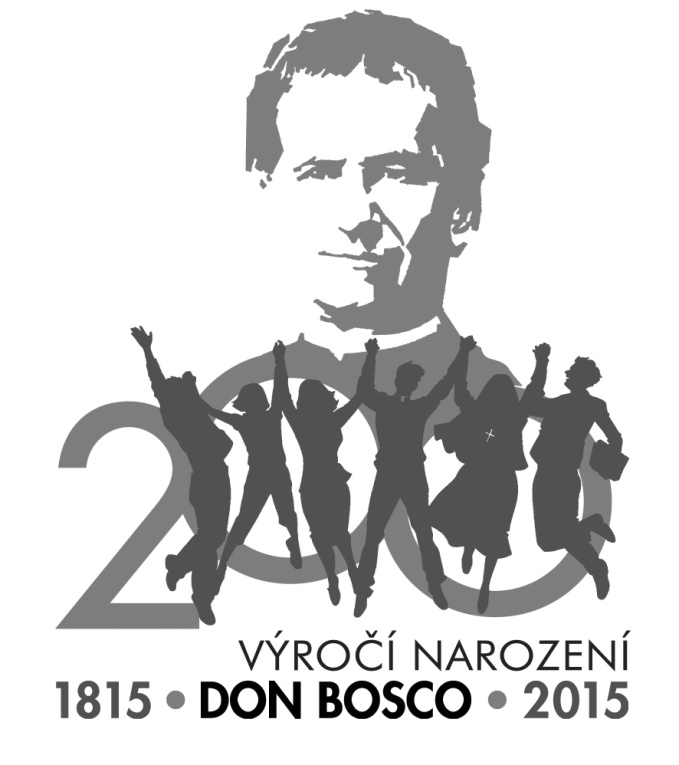 200
VÝROČÍ NAROZENÍ
1815 • DON BOSCO • 2015